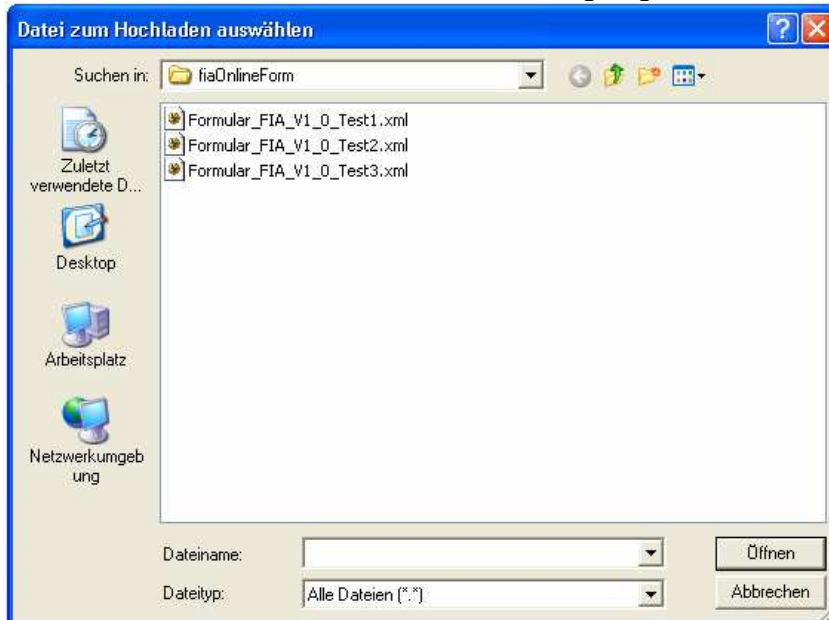 Datei zum Hochladen auswählen
Suchen in:
fiaOnlineForm
Zuletzt
verwendete D...
Desktop
Arbeitsplatz
Netzwerkumgeb
ung
Formular_FIA_V1_0_Test1.xml
Formular_FIA_V1_0_Test2.xml
Formular_FIA_V1_0_Test3.xml
Dateiname:
Öffnen
Dateityp:
Alle Dateien (*.*)
Abbrechen